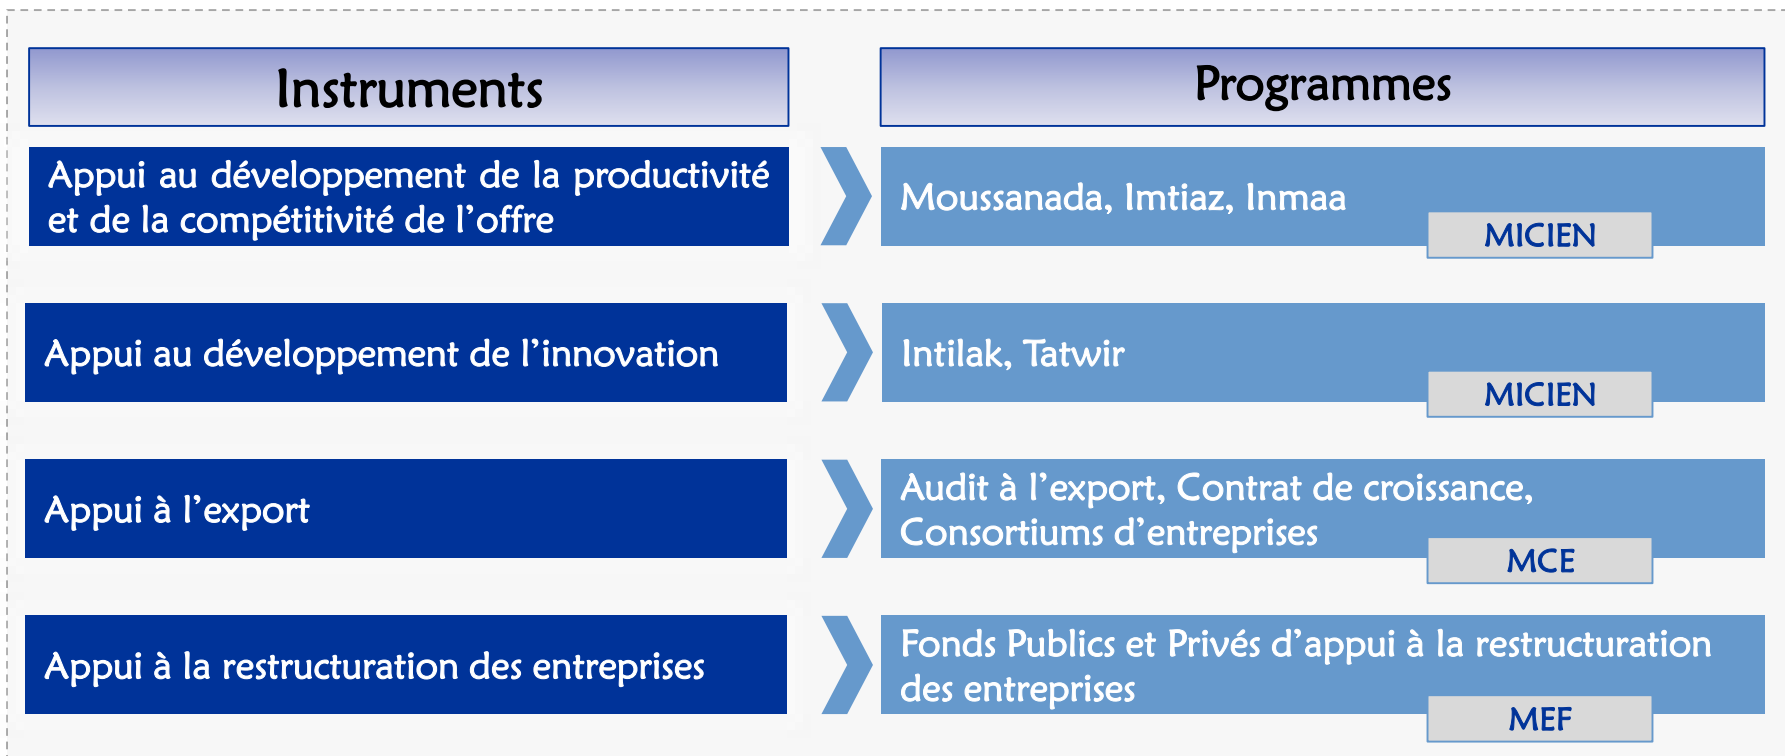 Instruments
Programmes
Appui au développement de la productivité
et de la compétitivité de l’offre
Moussanada, Imtiaz, Inmaa
MICIEN
Appui au développement de l’innovation
Intilak, Tatwir
MICIEN
Appui à l’export
Audit à l’export, Contrat de croissance,
Consortiums d’entreprises
MCE
Appui à la restructuration des entreprises
Fonds Publics et Privés d’appui à la restructuration
des entreprises
MEF